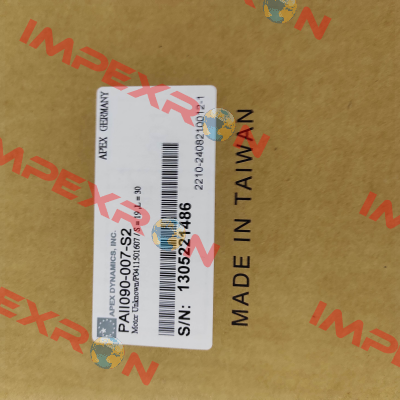 APEX GERMANY
APEX DYNAMICS, INC.
PAII090-007-S2
Motor Unknown/P0411501607 / S = 19 ,L = 30
S/N: 1305221486
2210-2408210012-1
MADE IN TAIWAN
IMPEXRON
IMPEXRON